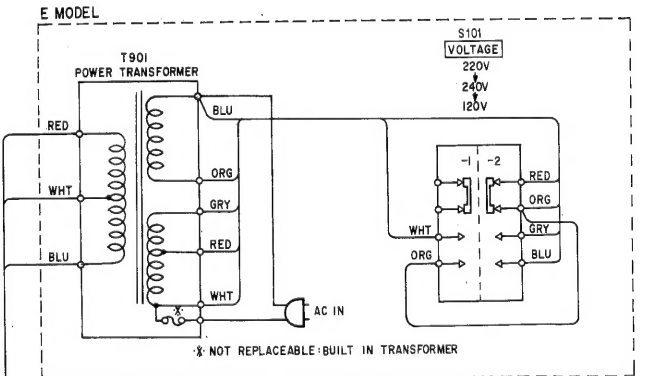 E MODEL
T901
POWER TRANSFORMER
S101
VOLTAGE
220V
240V
120V
RED
WHT
BLU
BLU
ORG
GRY
RED
WHT
※
AC IN
-1 -2
RED
ORG
WHT
GRY
ORG
BLU
※ NOT REPLACEABLE:BUILT IN TRANSFORMER